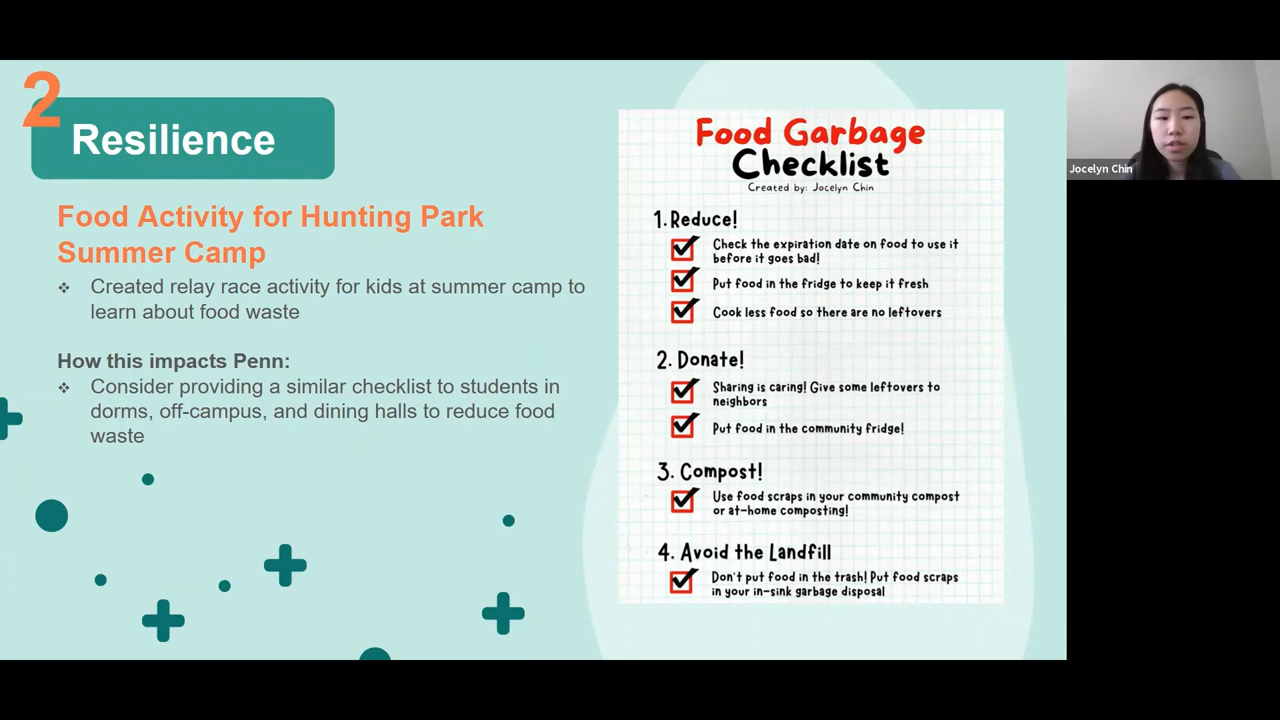 2
Resilience
Food Activity for Hunting Park
Summer Camp
Created relay race activity for kids at summer camp to
learn about food waste
How this impacts Penn:
Consider providing a similar checklist to students in
dorms, off-campus, and dining halls to reduce food
waste
Food Garbage
Checklist
Created by: Jocelyn Chin
1. Reduce!
Check the expiration date on food to use it
before it goes bad!
Put food in the fridge to keep it fresh
Cook less food so there are no leftovers
2. Donate!
Sharing is caring! Give some leftovers to
neighbors
Put food in the community fridge!
3. Compost!
Use food scraps in your community compost
or at-home composting!
4. Avoid the Landfill
Don't put food in the trash! Put food scraps
in your in-sink garbage disposal
Jocelyn Chin